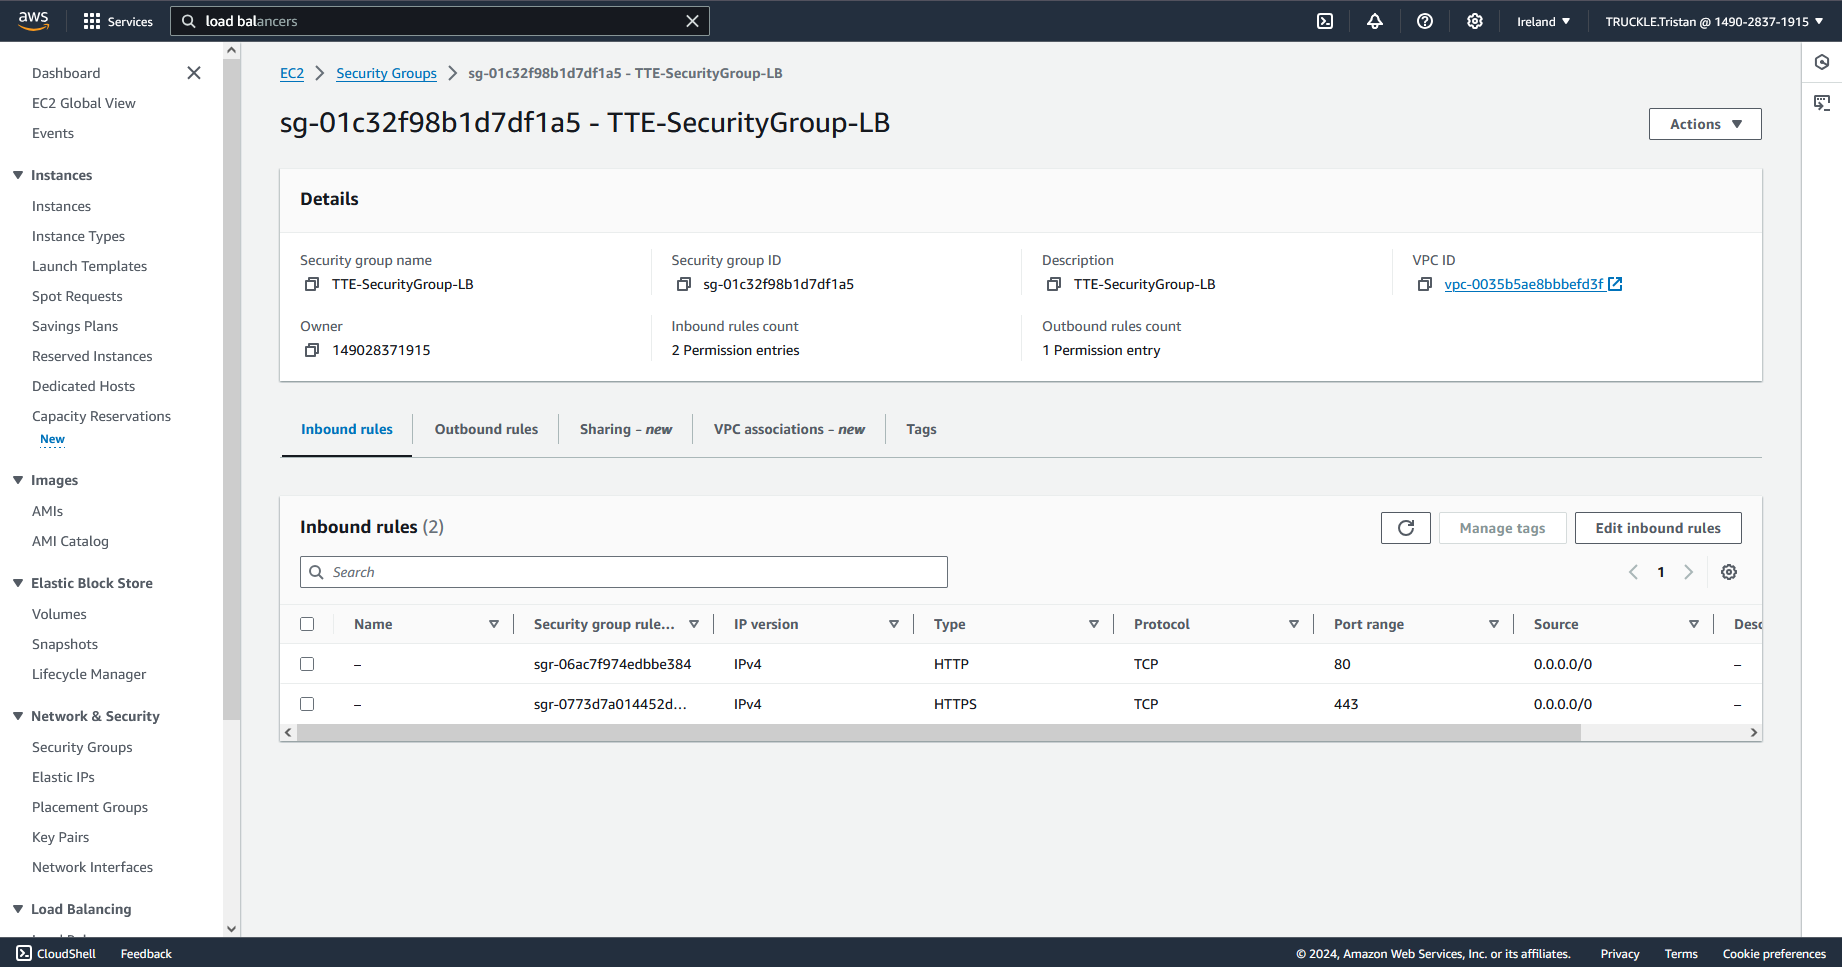 aws Services load balancers Ireland TRUCKLE.Tristan @ 1490-2837-1915
Dashboard
EC2 Global View
Events
Instances
Instances
Instance Types
Launch Templates
Spot Requests
Savings Plans
Reserved Instances
Dedicated Hosts
Capacity Reservations
New
Images
AMIs
AMI Catalog
Elastic Block Store
Volumes
Snapshots
Lifecycle Manager
Network & Security
Security Groups
Elastic IPs
Placement Groups
Key Pairs
Network Interfaces
Load Balancing
EC2 Security Groups sg-01c32f98b1d7df1a5 - TTE-SecurityGroup-LB
sg-01c32f98b1d7df1a5 - TTE-SecurityGroup-LB
Actions
Details
Security group name Security group ID Description VPC ID
TTE-SecurityGroup-LB sg-01c32f98b1d7df1a5 TTE-SecurityGroup-LB vpc-0035b5ae8bbbefd3f
Owner Inbound rules count Outbound rules count
149028371915 2 Permission entries 1 Permission entry
Inbound rules Outbound rules Sharing - new VPC associations - new Tags
Inbound rules (2) Manage tags Edit inbound rules
Search 1
Name Security group rule... IP version Type Protocol Port range Source Desc
– sgr-06ac7f974edbbe384 IPv4 HTTP TCP 80 0.0.0.0/0 –
– sgr-0773d7a014452d... IPv4 HTTPS TCP 443 0.0.0.0/0 –
CloudShell Feedback © 2024, Amazon Web Services, Inc. or its affiliates. Privacy Terms Cookie preferences